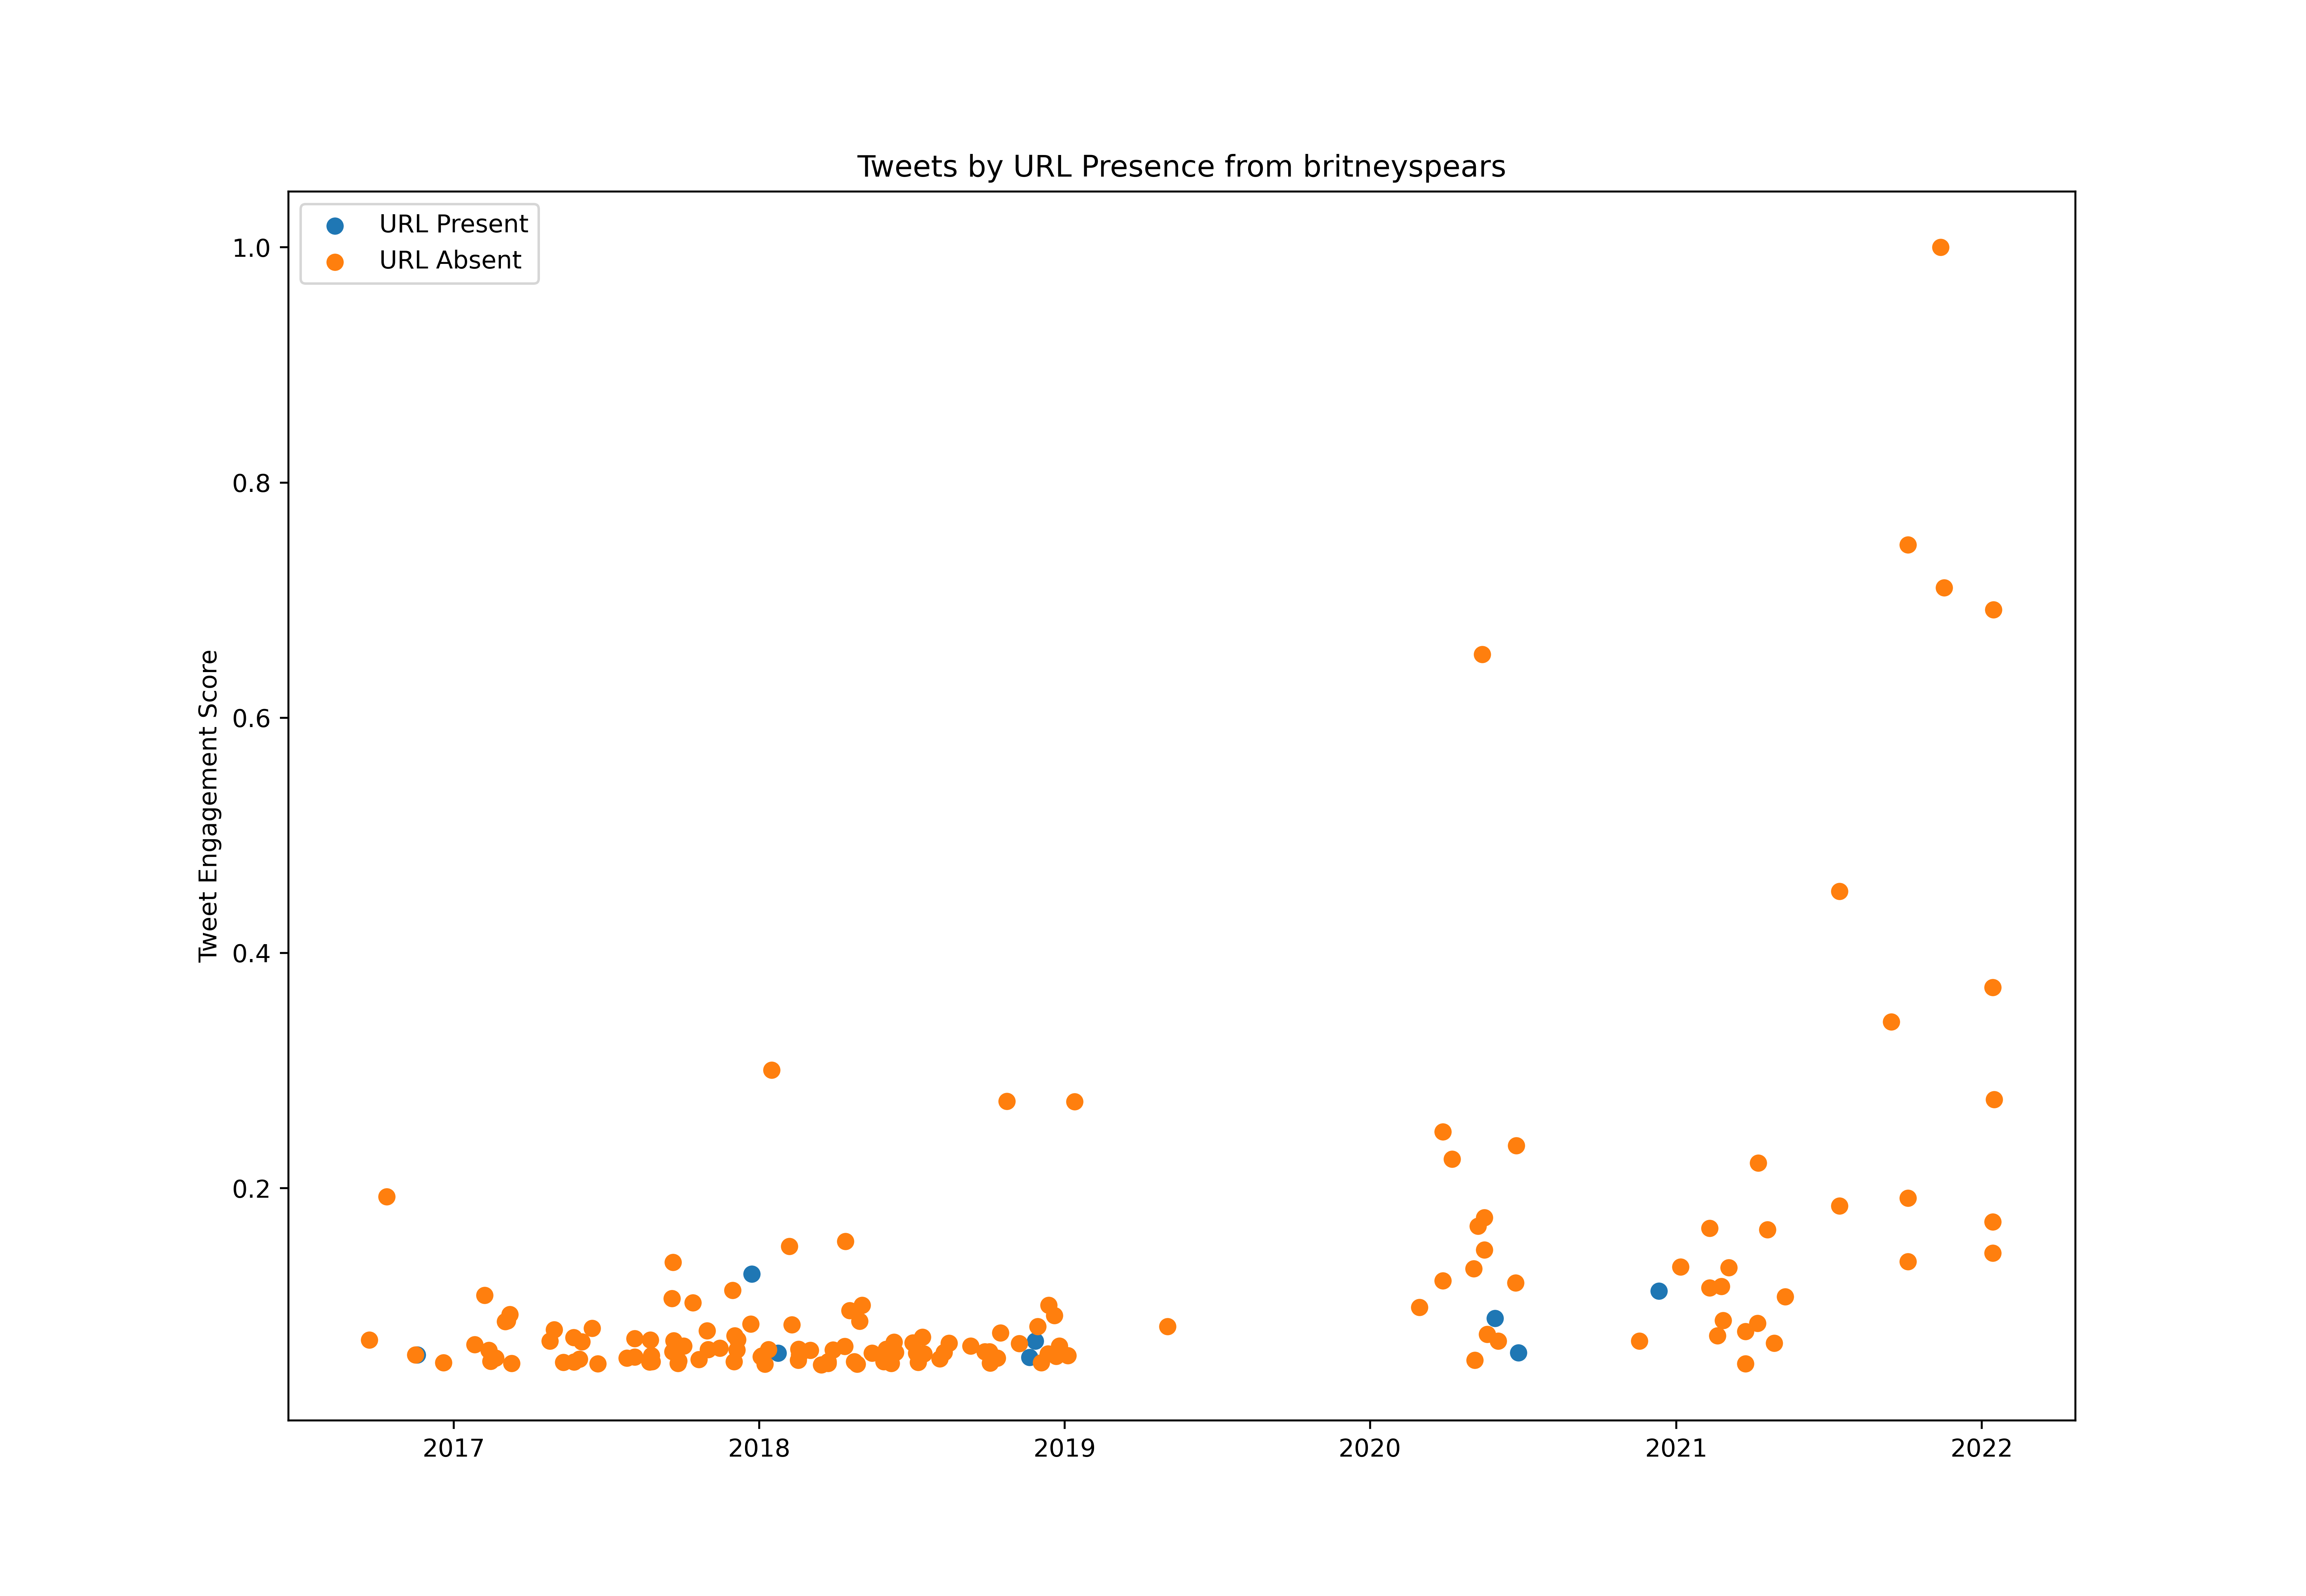 Tweets by URL Presence from britneyspears
URL Present
URL Absent
1.0
0.8
0.6
0.4
0.2
Tweet Engagement Score
2017
2018
2019
2020
2021
2022